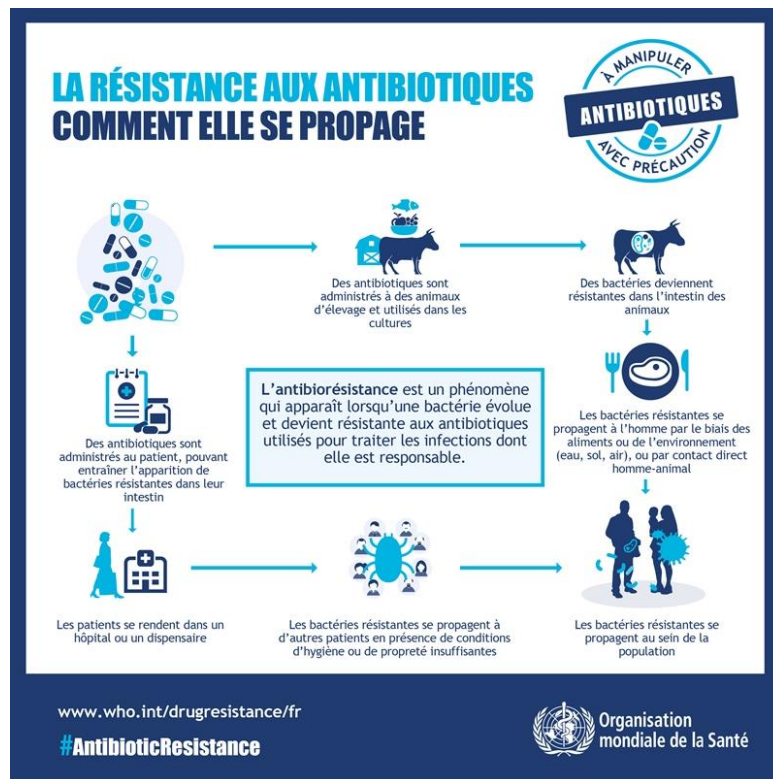 LA RÉSISTANCE AUX ANTIBIOTIQUES
COMMENT ELLE SE PROPAGE
À MANIPULER
ANTIBIOTIQUES
AVEC PRÉCAUTION
Des antibiotiques sont
administrés à des animaux
d'élevage et utilisés dans les
cultures
Des bactéries deviennent
résistantes dans l'intestin des
animaux
Des antibiotiques sont
administrés au patient, pouvant
entraîner l'apparition de
bactéries résistantes dans leur
intestin
L'antibiorésistance est un phénomène
qui apparaît lorsqu'une bactérie évolue
et devient résistante aux antibiotiques
utilisés pour traiter les infections dont
elle est responsable.
Les bactéries résistantes se
propagent à l'homme par le biais des
aliments ou de l'environnement
(eau, sol, air), ou par contact direct
homme-animal
Les patients se rendent dans un
hôpital ou un dispensaire
Les bactéries résistantes se propagent à
d'autres patients en présence de conditions
d'hygiène ou de propreté insuffisantes
Les bactéries résistantes se
propagent au sein de la
population
www.who.int/drugresistance/fr
#AntibioticResistance
Organisation
mondiale de la Santé